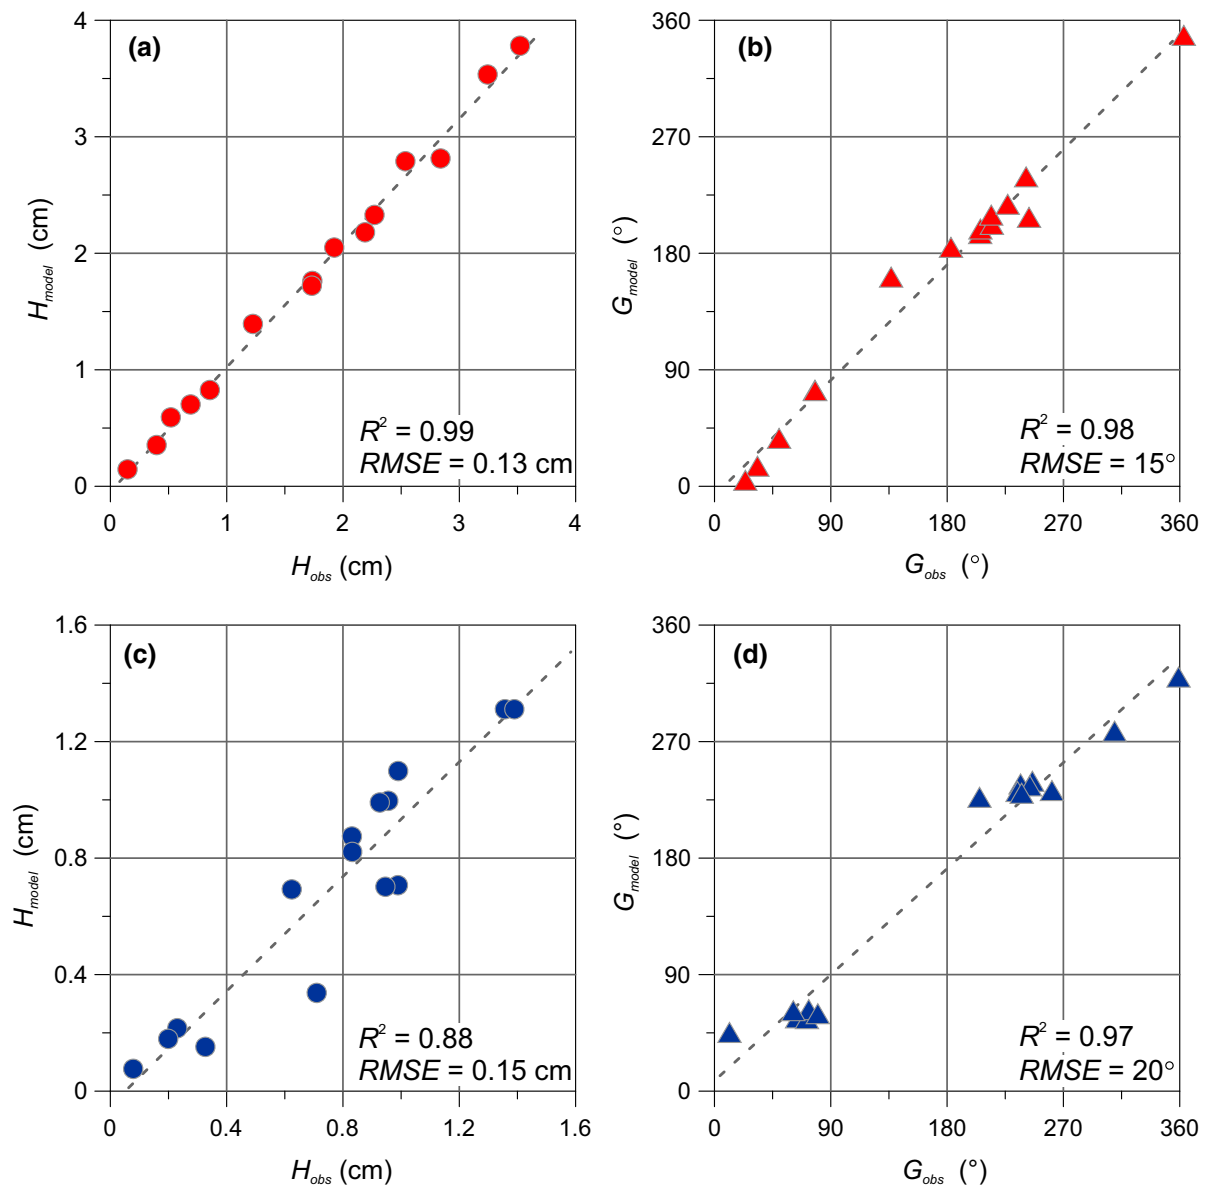 (a)
4
3
2
1
0
H_model (cm)
R² = 0.99
RMSE = 0.13 cm
0 1 2 3 4
H_obs (cm)
(b)
360
270
180
90
0
G_model (°)
R² = 0.98
RMSE = 15°
0 90 180 270 360
G_obs (°)
(c)
1.6
1.2
0.8
0.4
0
H_model (cm)
R² = 0.88
RMSE = 0.15 cm
0 0.4 0.8 1.2 1.6
H_obs (cm)
(d)
360
270
180
90
0
G_model (°)
R² = 0.97
RMSE = 20°
0 90 180 270 360
G_obs (°)